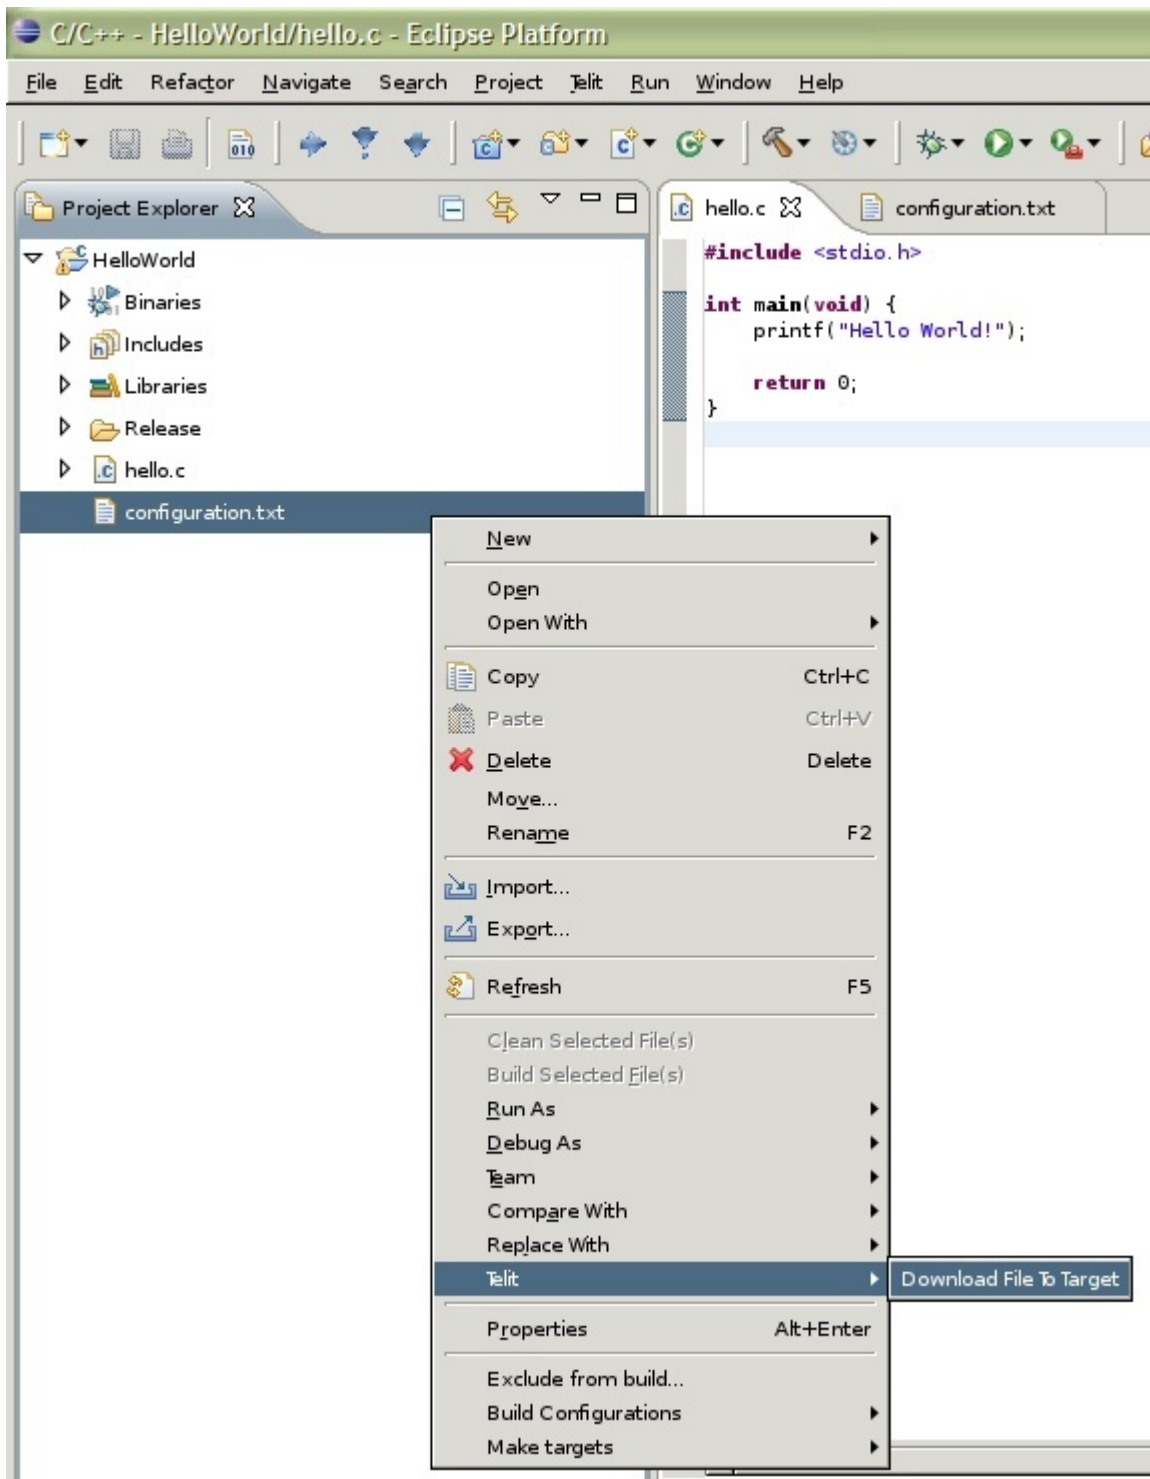 C/C++ - HelloWorld/hello.c - Eclipse Platform
File Edit Refactor Navigate Search Project Telit Run Window Help
010
Project Explorer
hello.c configuration.txt
HelloWorld
Binaries
Includes
Libraries
Release
hello.c
configuration.txt
#include <stdio.h>
int main(void) {
printf("Hello World!");
return 0;
}
New
Open
Open With
Copy Ctrl+C
Paste Ctrl+V
Delete Delete
Move...
Rename F2
Import...
Export...
Refresh F5
Clean Selected File(s)
Build Selected File(s)
Run As
Debug As
Team
Compare With
Replace With
Telit
Download File To Target
Properties Alt+Enter
Exclude from build...
Build Configurations
Make targets